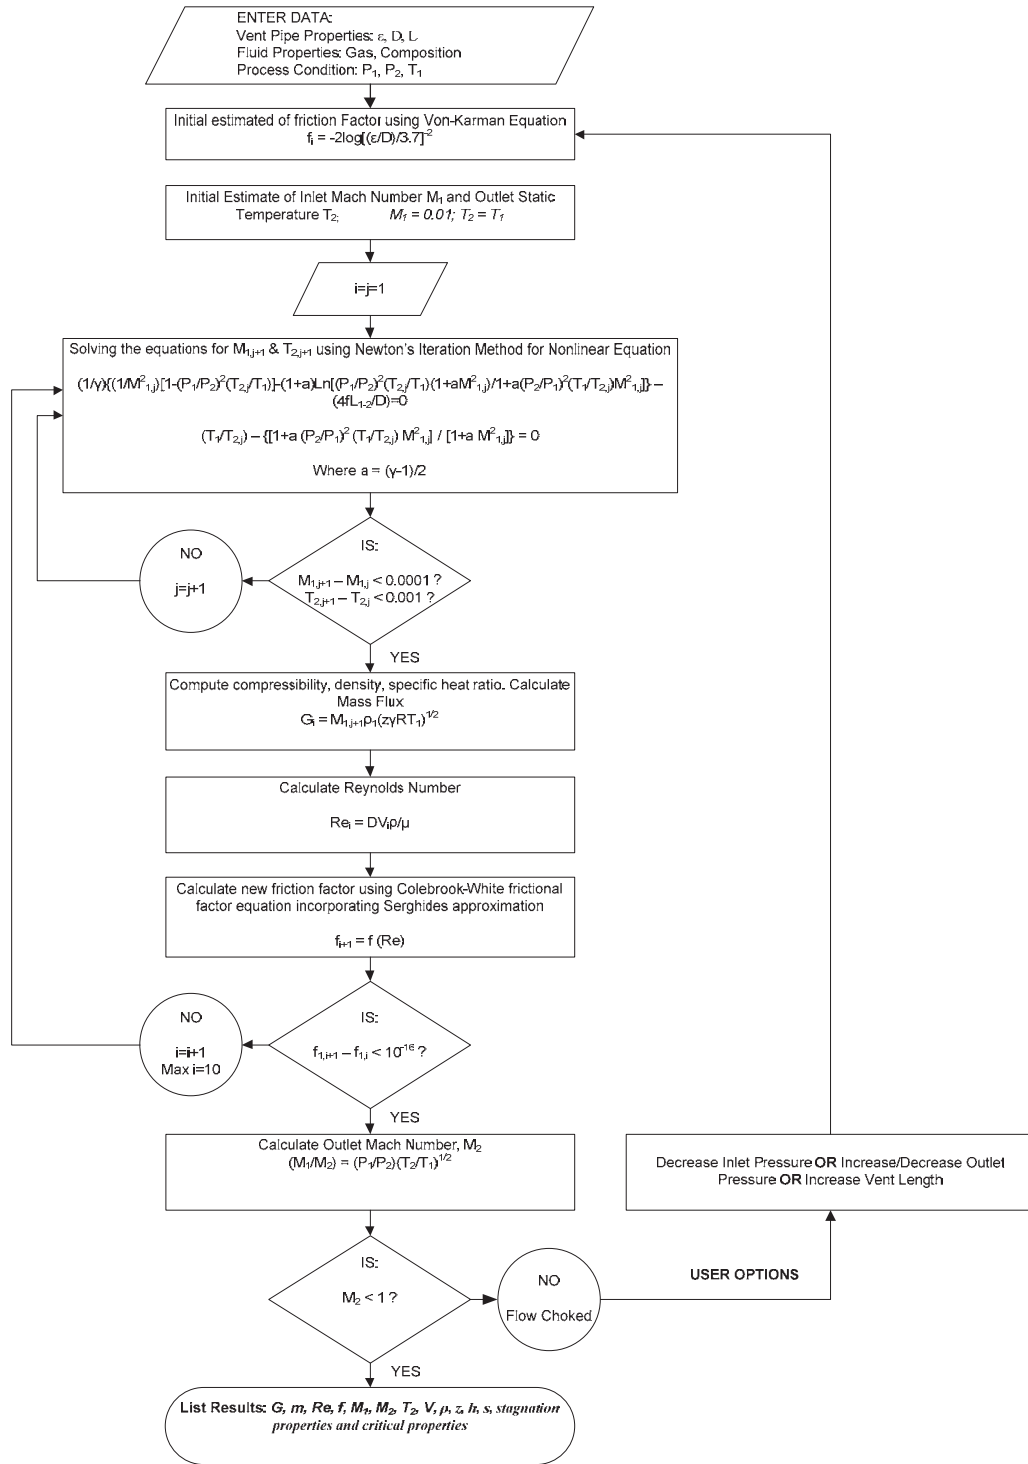 ENTER DATA:
Vent Pipe Properties: ε, D, L
Fluid Properties: Gas, Composition
Process Condition: P₁, P₂, T₁
Initial estimated of friction Factor using Von-Karman Equation
fᵢ = -2log[(ε/D)/3.7]⁻²
Initial Estimate of Inlet Mach Number M₁ and Outlet Static
Temperature T₂; M₁ = 0.01; T₂ = T₁
i=j=1
Solving the equations for M₁,ⱼ₊₁ & T₂,ⱼ₊₁ using Newton's Iteration Method for Nonlinear Equation
(1/γ){(1/M²₁,ⱼ)[1-(P₁/P₂)²(T₂,ⱼ/T₁)]-(1+a)Ln[(P₁/P₂)²(T₂,ⱼ/T₁)(1+aM²₁,ⱼ)/1+a(P₂/P₁)²(T₁/T₂,ⱼ)M²₁,ⱼ]} –
(4fL₁₋₂/D)=0
(T₁/T₂,ⱼ) – {[1+a (P₂/P₁)² (T₁/T₂,ⱼ) M²₁,ⱼ] / [1+a M²₁,ⱼ]} = 0
Where a = (γ-1)/2
IS:
M₁,ⱼ₊₁ – M₁,ⱼ < 0.0001 ?
T₂,ⱼ₊₁ – T₂,ⱼ < 0.001 ?
NO
j=j+1
YES
Compute compressibility, density, specific heat ratio. Calculate
Mass Flux
Gᵢ = M₁,ⱼ₊₁ρ₁(zγRT₁)^1/2
Calculate Reynolds Number
Reᵢ = DVᵢρ/μ
Calculate new friction factor using Colebrook-White frictional
factor equation incorporating Serghides approximation
fᵢ₊₁ = f (Re)
IS:
f₁,ᵢ₊₁ – f₁,ᵢ < 10⁻¹⁶ ?
NO
i=i+1
Max i=10
YES
Calculate Outlet Mach Number, M₂
(M₁/M₂) = (P₁/P₂)(T₂/T₁)^1/2
IS:
M₂ < 1 ?
NO
Flow Choked
USER OPTIONS
Decrease Inlet Pressure OR Increase/Decrease Outlet
Pressure OR Increase Vent Length
YES
List Results: G, m, Re, f, M₁, M₂, T₂, V, ρ, z, h, s, stagnation
properties and critical properties